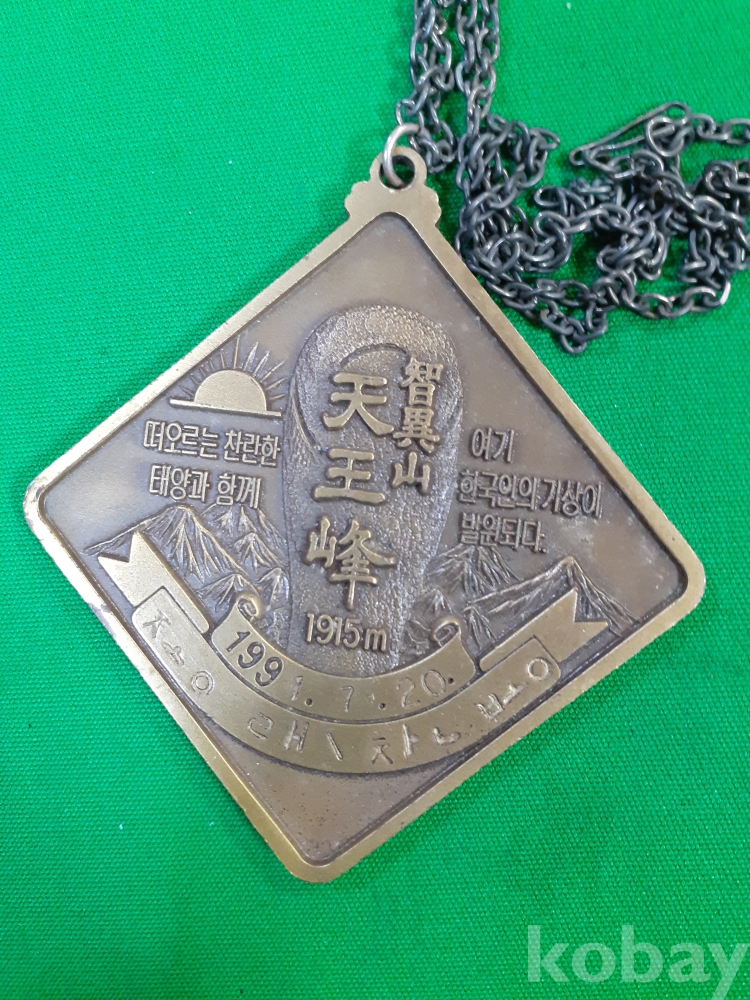 智異山
天王峰
1915m
떠오르는 찬란한
태양과 함께
여기
한국인의 기상이
발원되다.
1991.7.20.
kobay